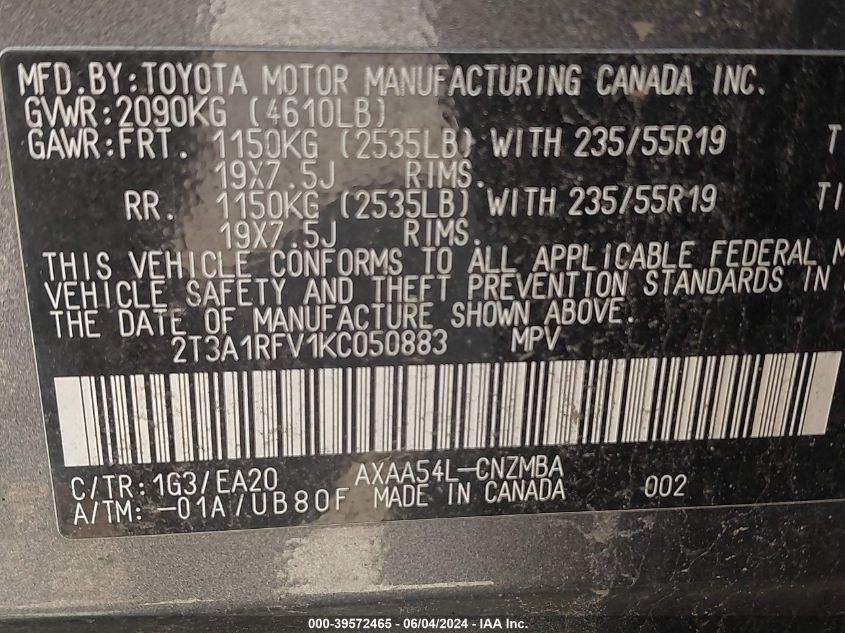 MFD.BY:TOYOTA MOTOR MANUFACTURING CANADA INC.
GVWR:2090KG (4610LB)
GAWR:FRT. 1150KG (2535LB) WITH 235/55R19 T
19X7.5J RIMS.
RR. 1150KG (2535LB) WITH 235/55R19 TI
19X7.5J RIMS.
THIS VEHICLE CONFORMS TO ALL APPLICABLE FEDERAL M
VEHICLE SAFETY AND THEFT PREVENTION STANDARDS IN
THE DATE OF MANUFACTURE SHOWN ABOVE.
2T3A1RFV1KC050883 MPV
C/TR:1G3/EA20 AXAA54L-CNZMBA
A/TM:-01A/UB80F MADE IN CANADA 002
000-39572465 - 06/04/2024 - IAA Inc.